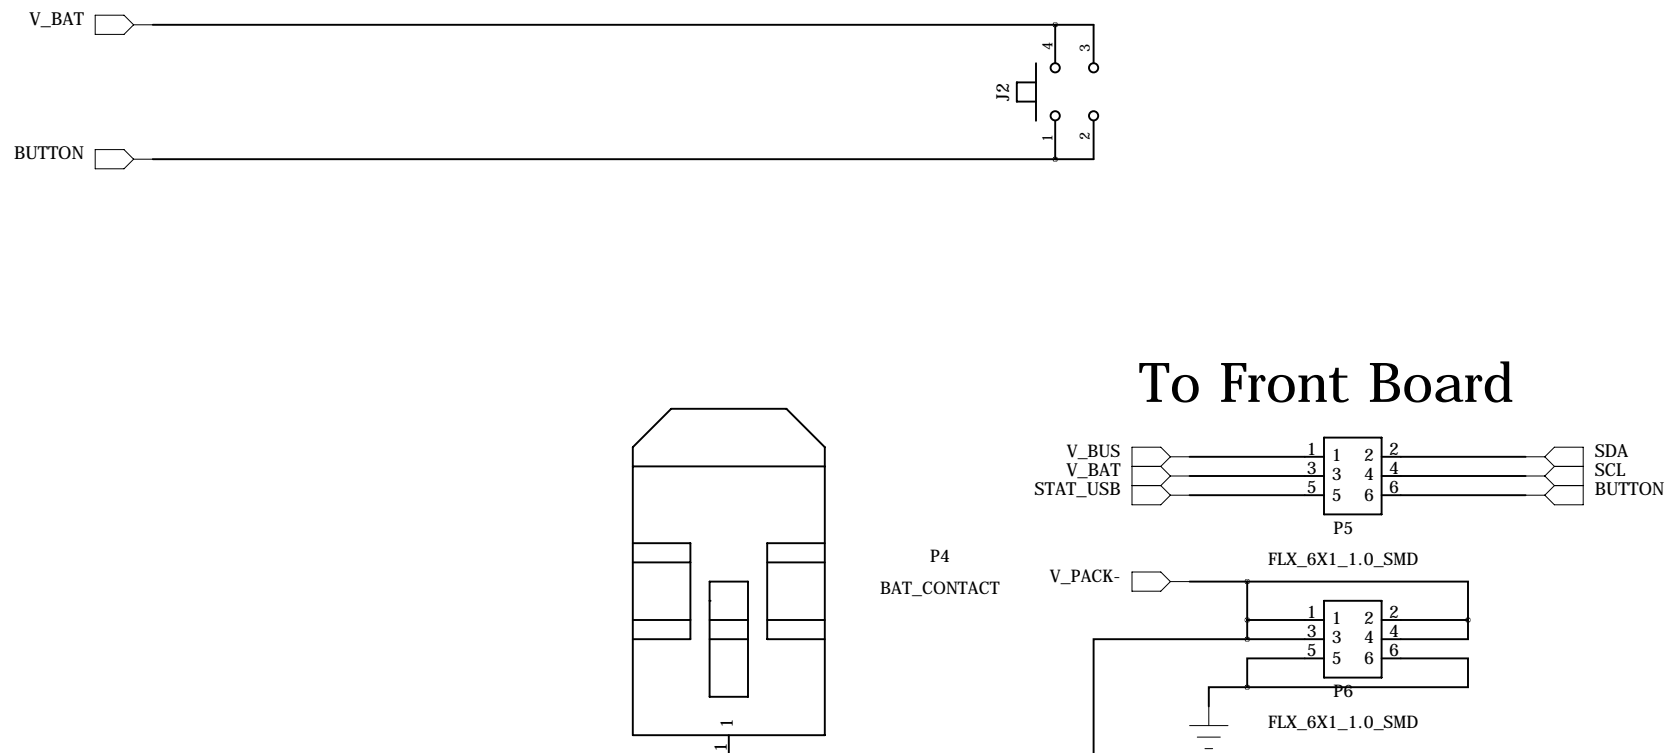 V_BAT
4
3
J2
1
2
BUTTON
To Front Board
V_BUS 1 1 2 2 SDA
V_BAT 3 3 4 4 SCL
STAT_USB 5 5 6 6 BUTTON
P5
FLX_6X1_1.0_SMD
P4
BAT_CONTACT
V_PACK-
1 1 2 2
3 3 4 4
5 5 6 6
P6
FLX_6X1_1.0_SMD
1
1